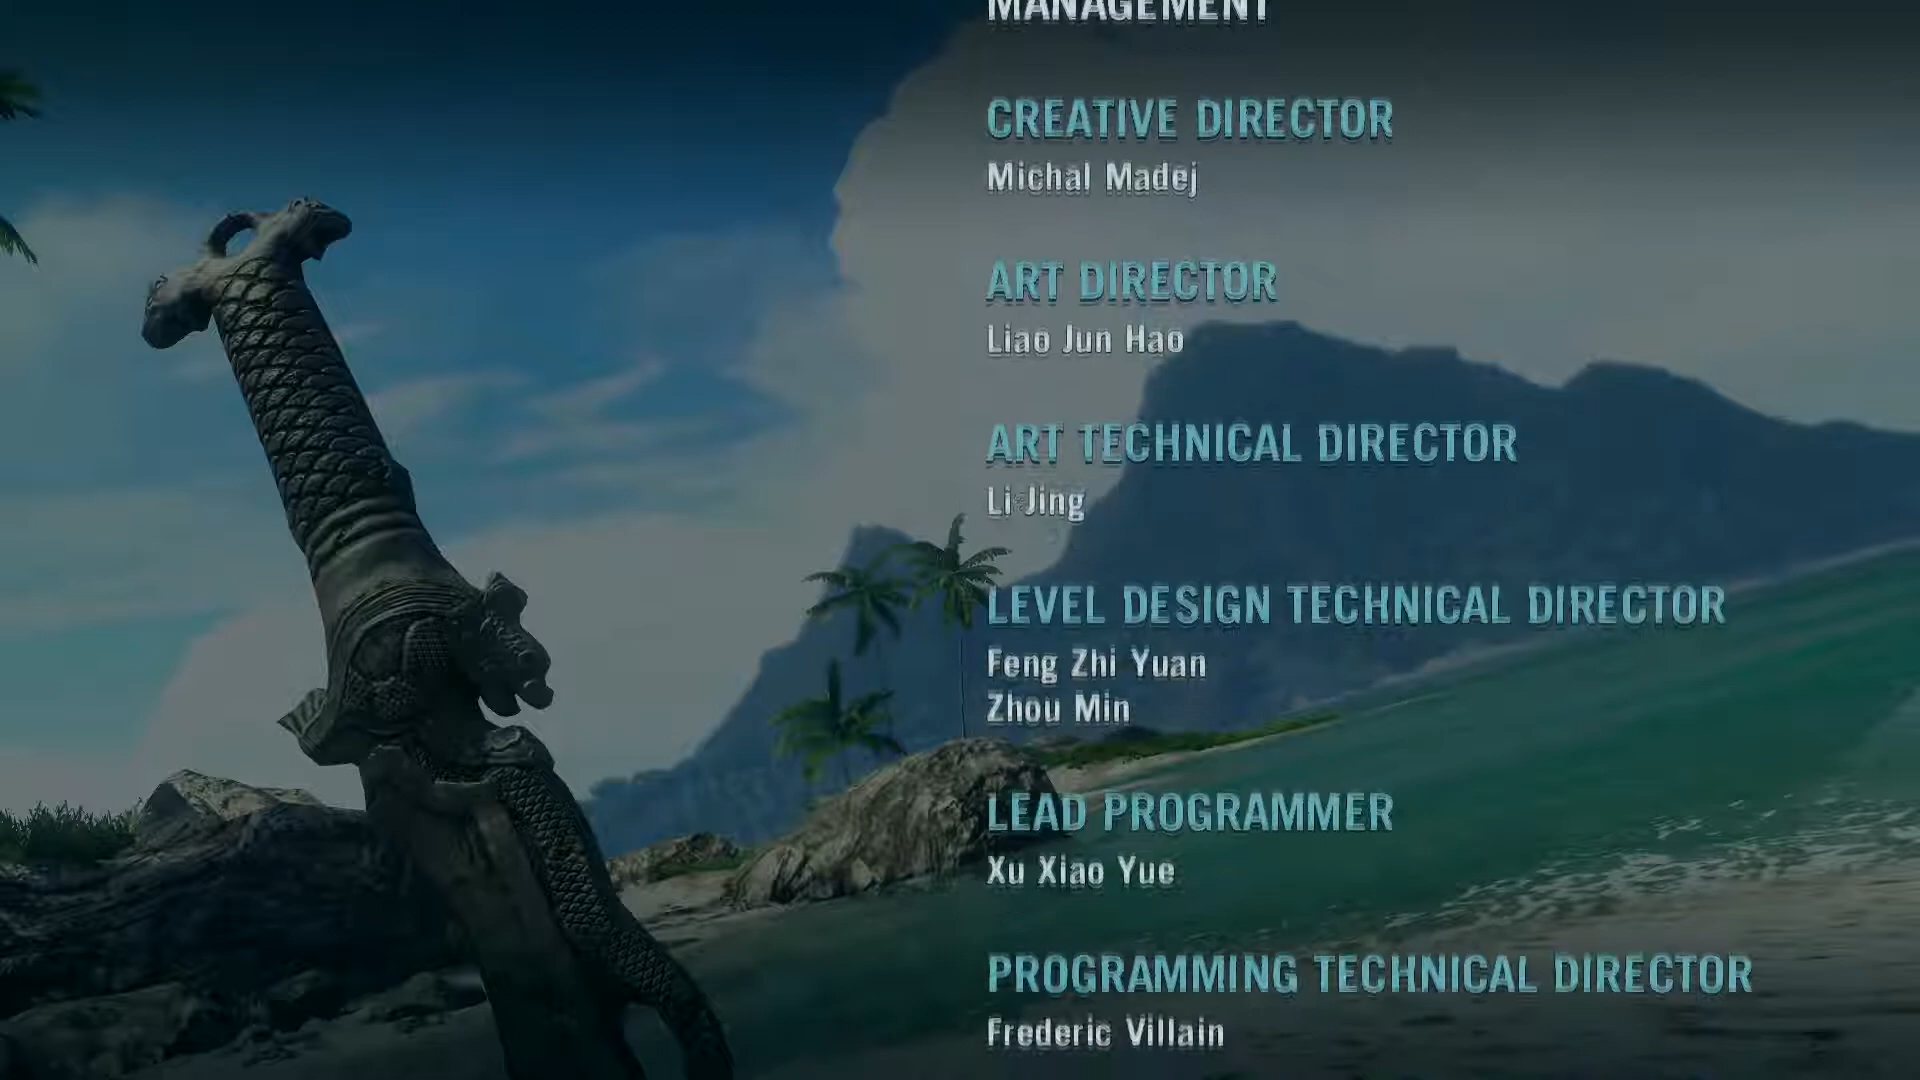 MANAGEMENT
CREATIVE DIRECTOR
Michal Madej
ART DIRECTOR
Liao Jun Hao
ART TECHNICAL DIRECTOR
Li Jing
LEVEL DESIGN TECHNICAL DIRECTOR
Feng Zhi Yuan
Zhou Min
LEAD PROGRAMMER
Xu Xiao Yue
PROGRAMMING TECHNICAL DIRECTOR
Frederic Villain